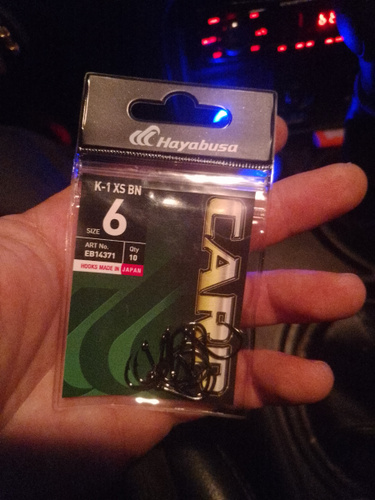 Hayabusa
K-1 XS BN
SIZE 6
ART No. Qty
EB14371 10
HOOKS MADE IN JAPAN
CARP